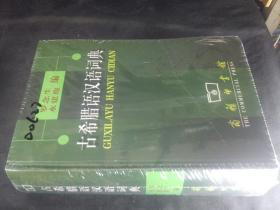 罗念生 编
水建馥
古希腊语汉语词典
GUXILAYU HANYU CIDIAN
商务印书馆
THE COMMERCIAL PRESS
古希腊语汉语词典